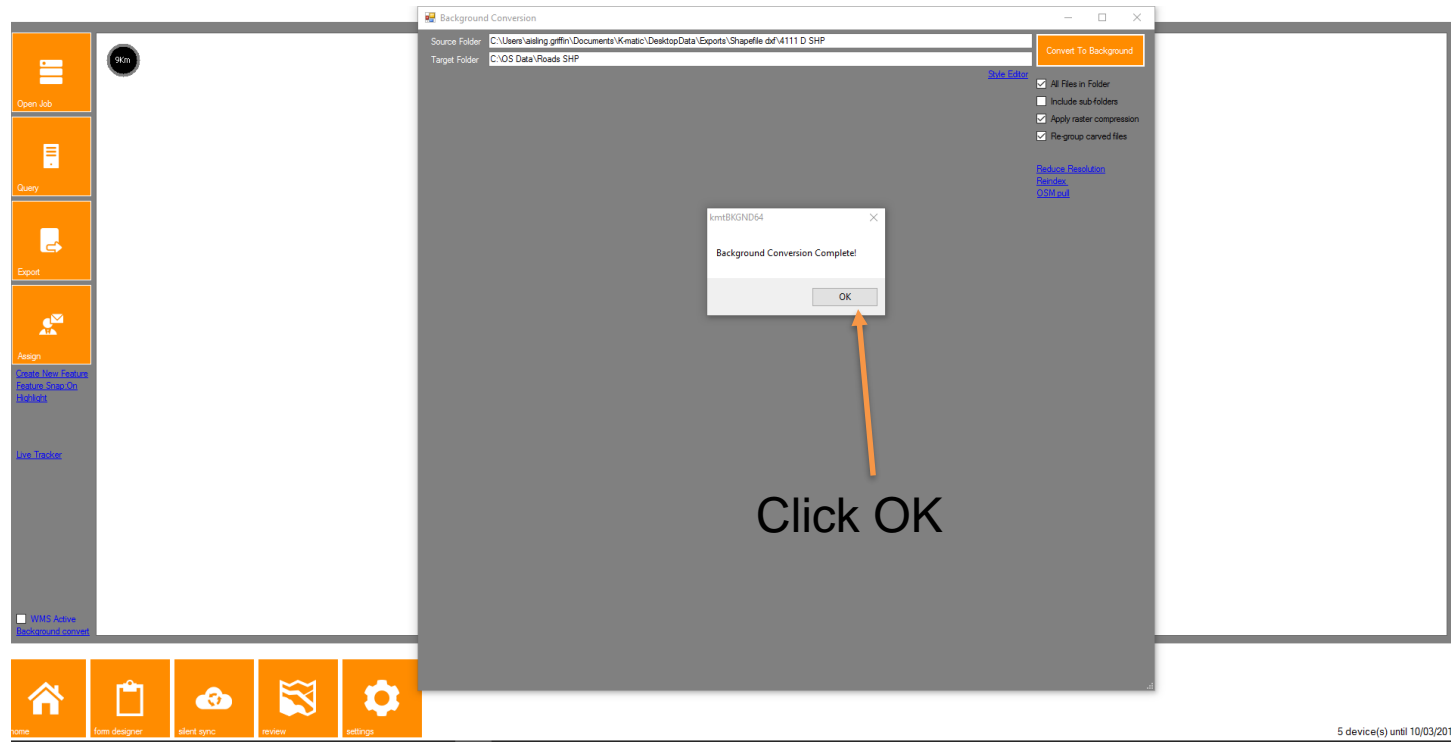 Background Conversion
Source Folder C:\Users\aisling.griffin\Documents\K-matic\DesktopData\Exports\Shapefile dxf\4111 D SHP
Convert To Background
Target Folder C:\OS Data\Roads SHP
Style Editor
All Files in Folder
Include sub-folders
Apply raster compression
Re-group carved files
Reduce Resolution
Reindex
OSM pull
9Km
Open Job
Query
Export
Assign
Create New Feature
Feature Snap:On
Highlight
Live Tracker
WMS Active
Background convert
kmtBKGND64
Background Conversion Complete!
OK
Click OK
home
form designer
silent sync
review
settings
5 device(s) until 10/03/201